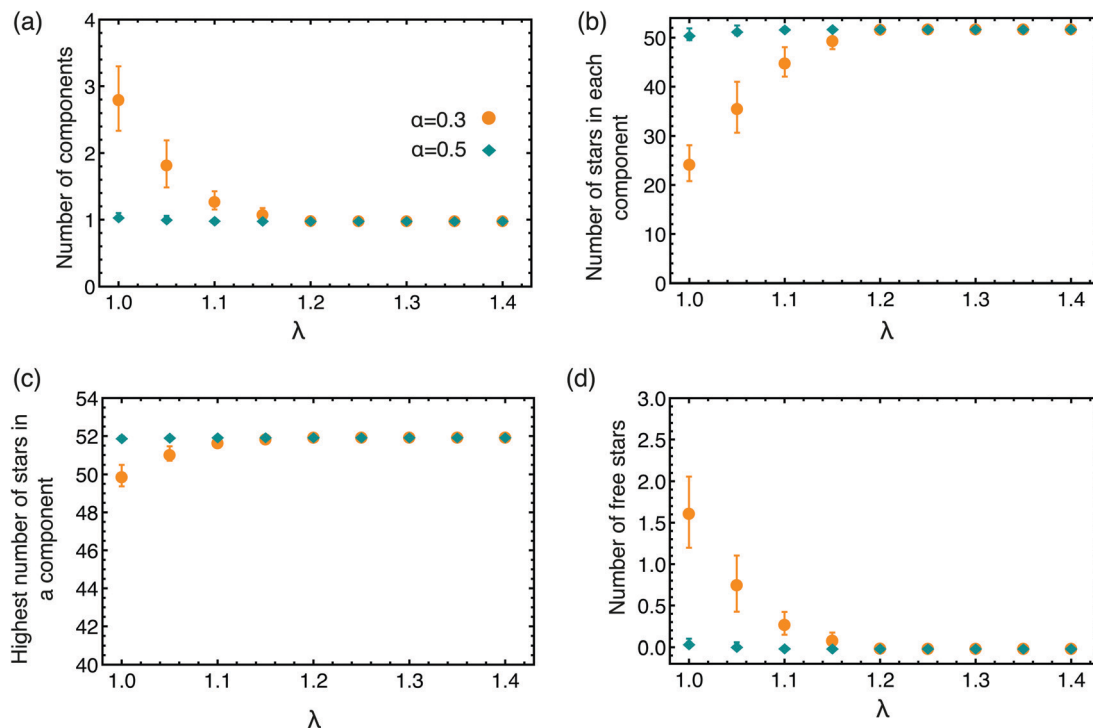 (a)
Number of components
4
3
2
1
0
α=0.3
α=0.5
1.0 1.1 1.2 1.3 1.4
λ
(b)
Number of stars in each
component
50
40
30
20
10
0
1.0 1.1 1.2 1.3 1.4
λ
(c)
Highest number of stars in
a component
54
52
50
48
46
44
42
40
1.0 1.1 1.2 1.3 1.4
λ
(d)
Number of free stars
3.0
2.5
2.0
1.5
1.0
0.5
0.0
1.0 1.1 1.2 1.3 1.4
λ